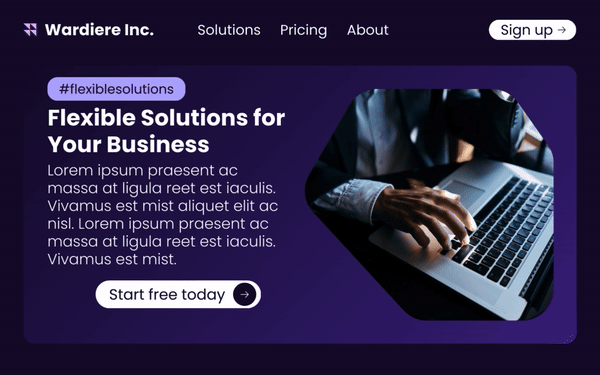 Wardiere Inc.
Solutions
Pricing
About
Sign up
#flexiblesolutions
Flexible Solutions for
Your Business
Lorem ipsum praesent ac
massa at ligula reet est iaculis.
Vivamus est mist aliquet elit ac
nisl. Lorem ipsum praesent ac
massa at ligula reet est iaculis.
Vivamus est mist.
Start free today